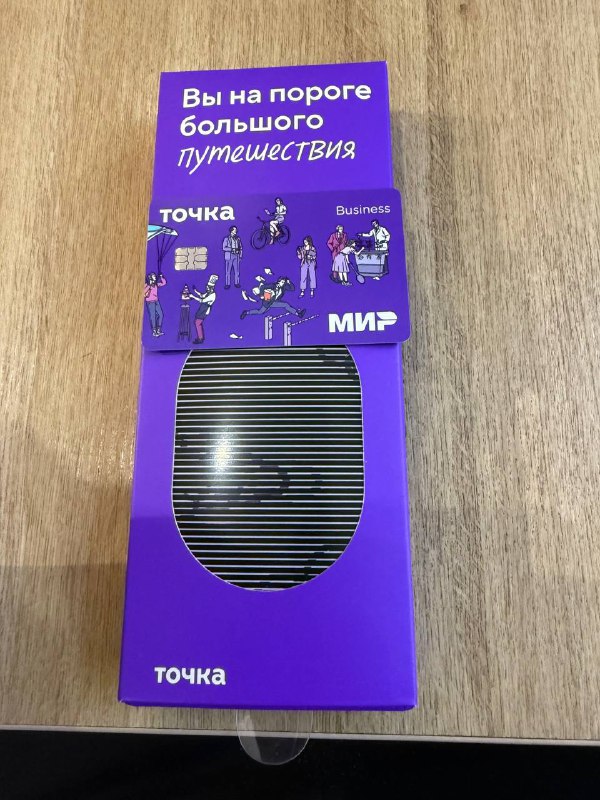 Вы на пороге
большого
путешествия
точка
Business
МИР
точка